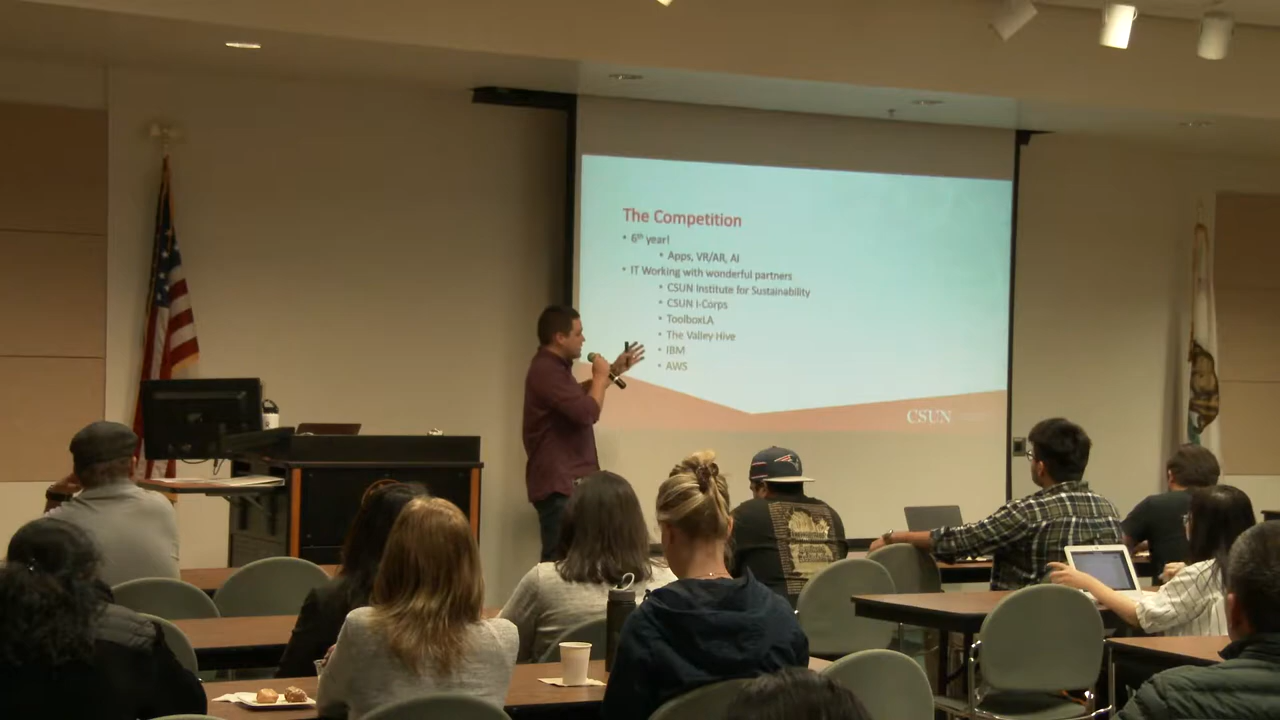 The Competition
• 6th year!
• Apps, VR/AR, AI
• IT Working with wonderful partners
• CSUN Institute for Sustainability
• CSUN I-Corps
• ToolboxLA
• The Valley Hive
• IBM
• AWS
CSUN